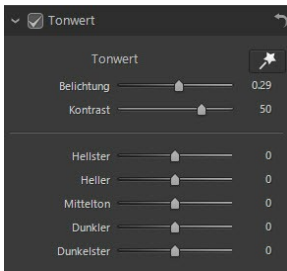 Tonwert
Tonwert
Belichtung 0.29
Kontrast 50
Hellster 0
Heller 0
Mittelton 0
Dunkler 0
Dunkelster 0